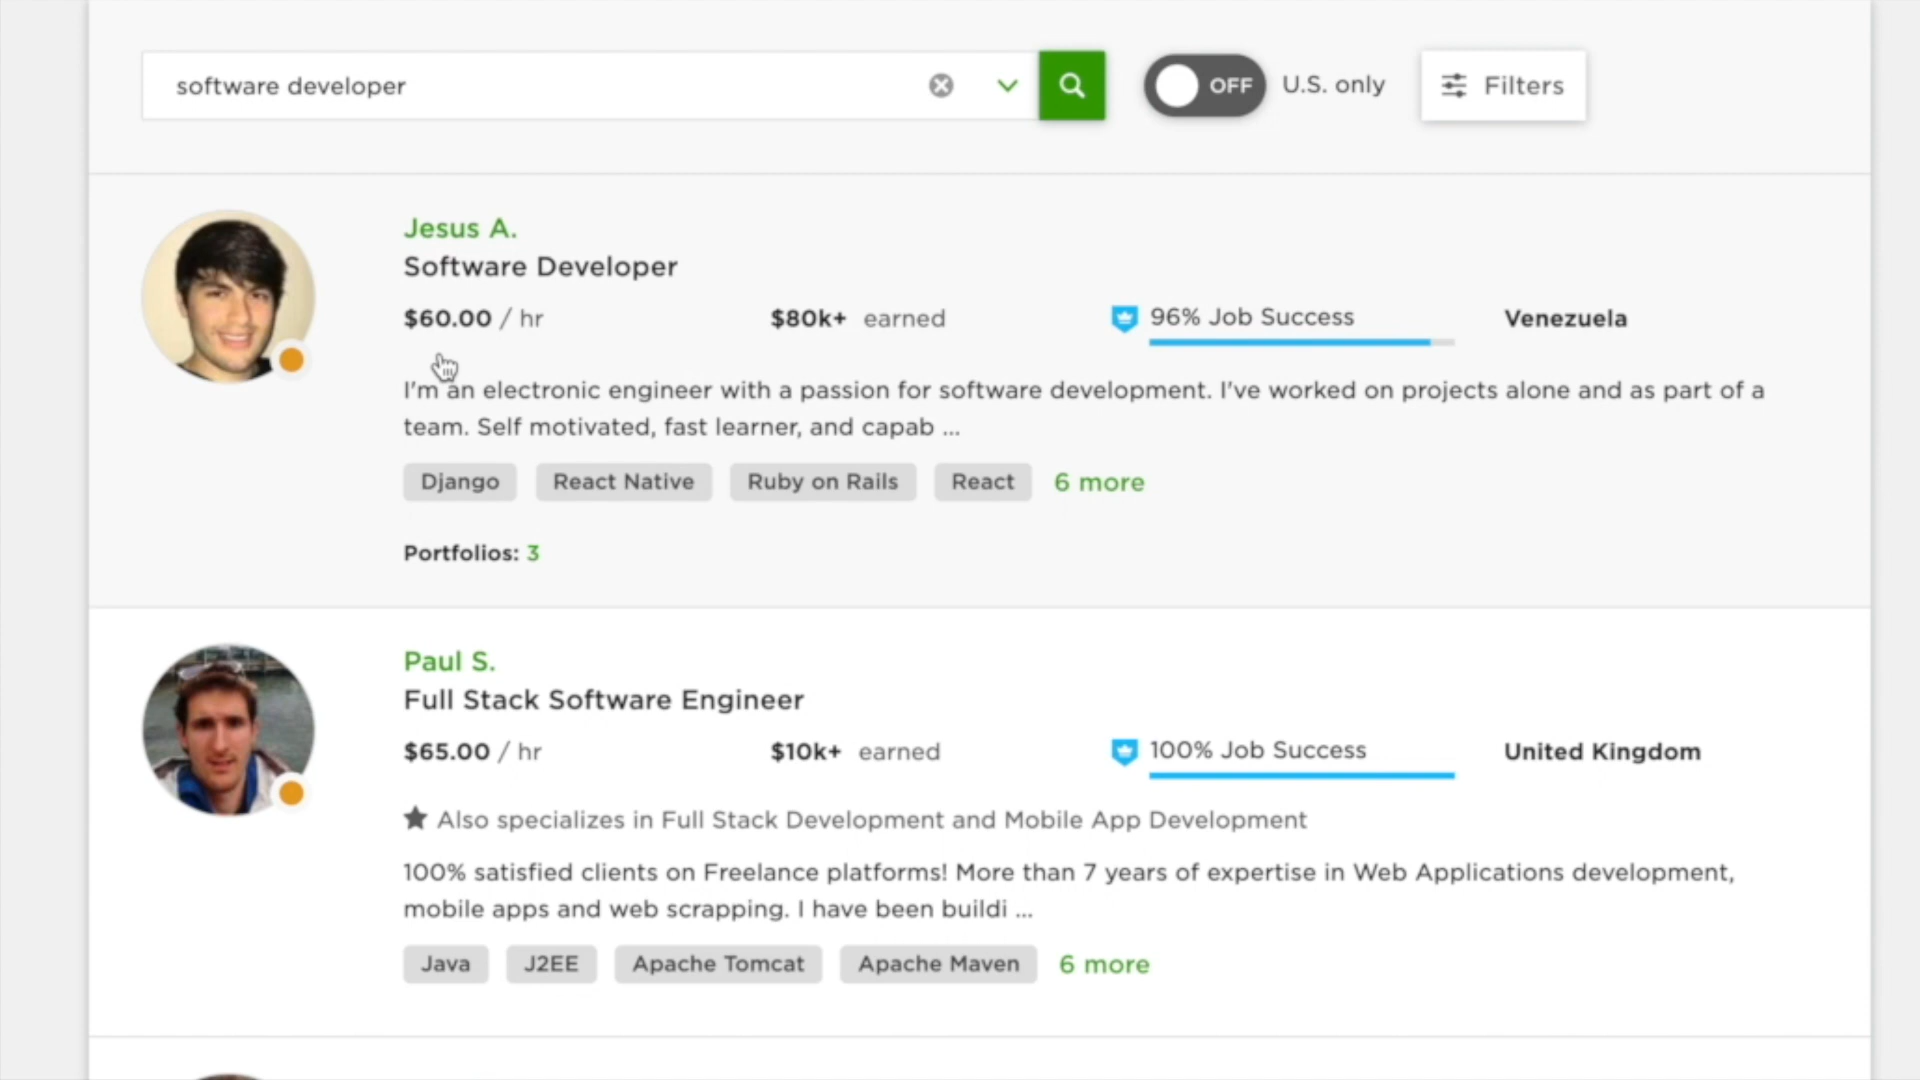 software developer
OFF
U.S. only
Filters
Jesus A.
Software Developer
$60.00 / hr
$80k+ earned
96% Job Success
Venezuela
I'm an electronic engineer with a passion for software development. I've worked on projects alone and as part of a
team. Self motivated, fast learner, and capab ...
Django
React Native
Ruby on Rails
React
6 more
Portfolios: 3
Paul S.
Full Stack Software Engineer
$65.00 / hr
$10k+ earned
100% Job Success
United Kingdom
Also specializes in Full Stack Development and Mobile App Development
100% satisfied clients on Freelance platforms! More than 7 years of expertise in Web Applications development,
mobile apps and web scrapping. I have been buildi ...
Java
J2EE
Apache Tomcat
Apache Maven
6 more